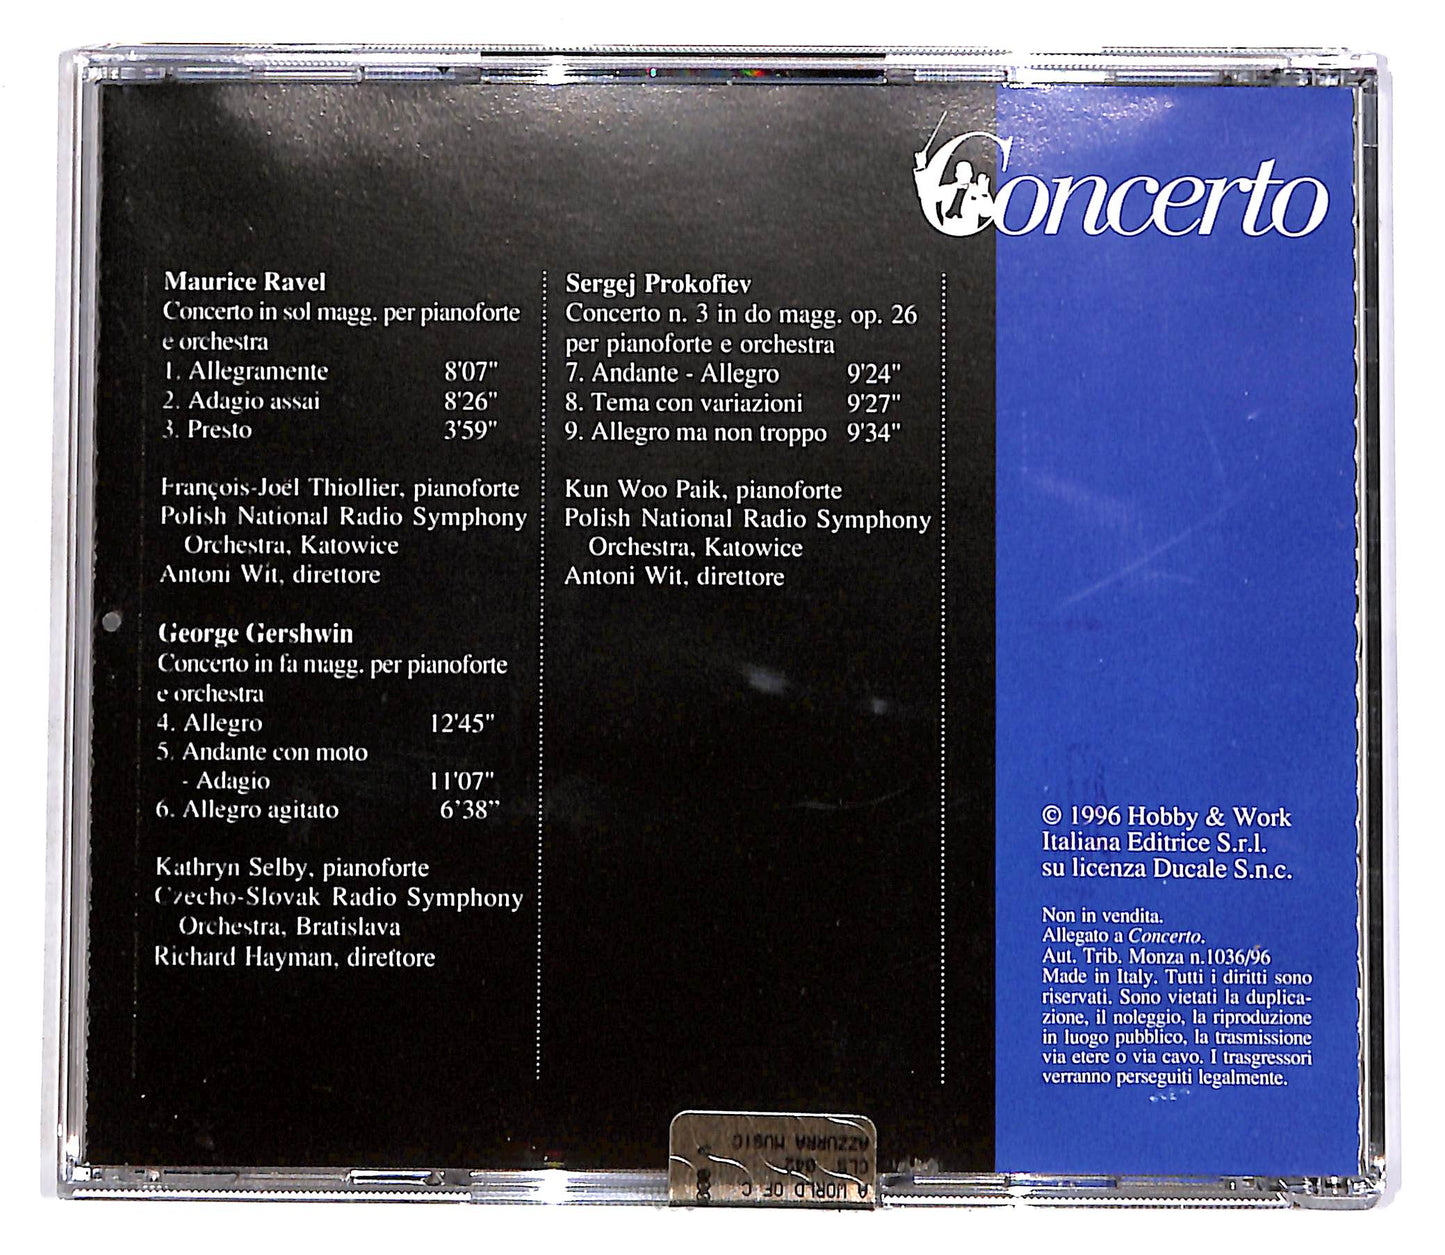 Concerto
Maurice Ravel
Concerto in sol magg. per pianoforte
e orchestra
1. Allegramente 8'07"
2. Adagio assai 8'26"
3. Presto 3'59"
François-Joël Thiollier, pianoforte
Polish National Radio Symphony
Orchestra, Katowice
Antoni Wit, direttore
George Gershwin
Concerto in fa magg. per pianoforte
e orchestra
4. Allegro 12'45"
5. Andante con moto
- Adagio 11'07"
6. Allegro agitato 6'38"
Kathryn Selby, pianoforte
Czecho-Slovak Radio Symphony
Orchestra, Bratislava
Richard Hayman, direttore
Sergej Prokofiev
Concerto n. 3 in do magg. op. 26
per pianoforte e orchestra
7. Andante - Allegro 9'24"
8. Tema con variazioni 9'27"
9. Allegro ma non troppo 9'34"
Kun Woo Paik, pianoforte
Polish National Radio Symphony
Orchestra, Katowice
Antoni Wit, direttore
© 1996 Hobby & Work
Italiana Editrice S.r.l.
su licenza Ducale S.n.c.
Non in vendita.
Allegato a Concerto.
Aut. Trib. Monza n.1036/96
Made in Italy. Tutti i diritti sono
riservati. Sono vietati la duplica-
zione, il noleggio, la riproduzione
in luogo pubblico, la trasmissione
via etere o via cavo. I trasgressori
verranno perseguiti legalmente.
A WORLD OF C
AZZURRA MUSIC